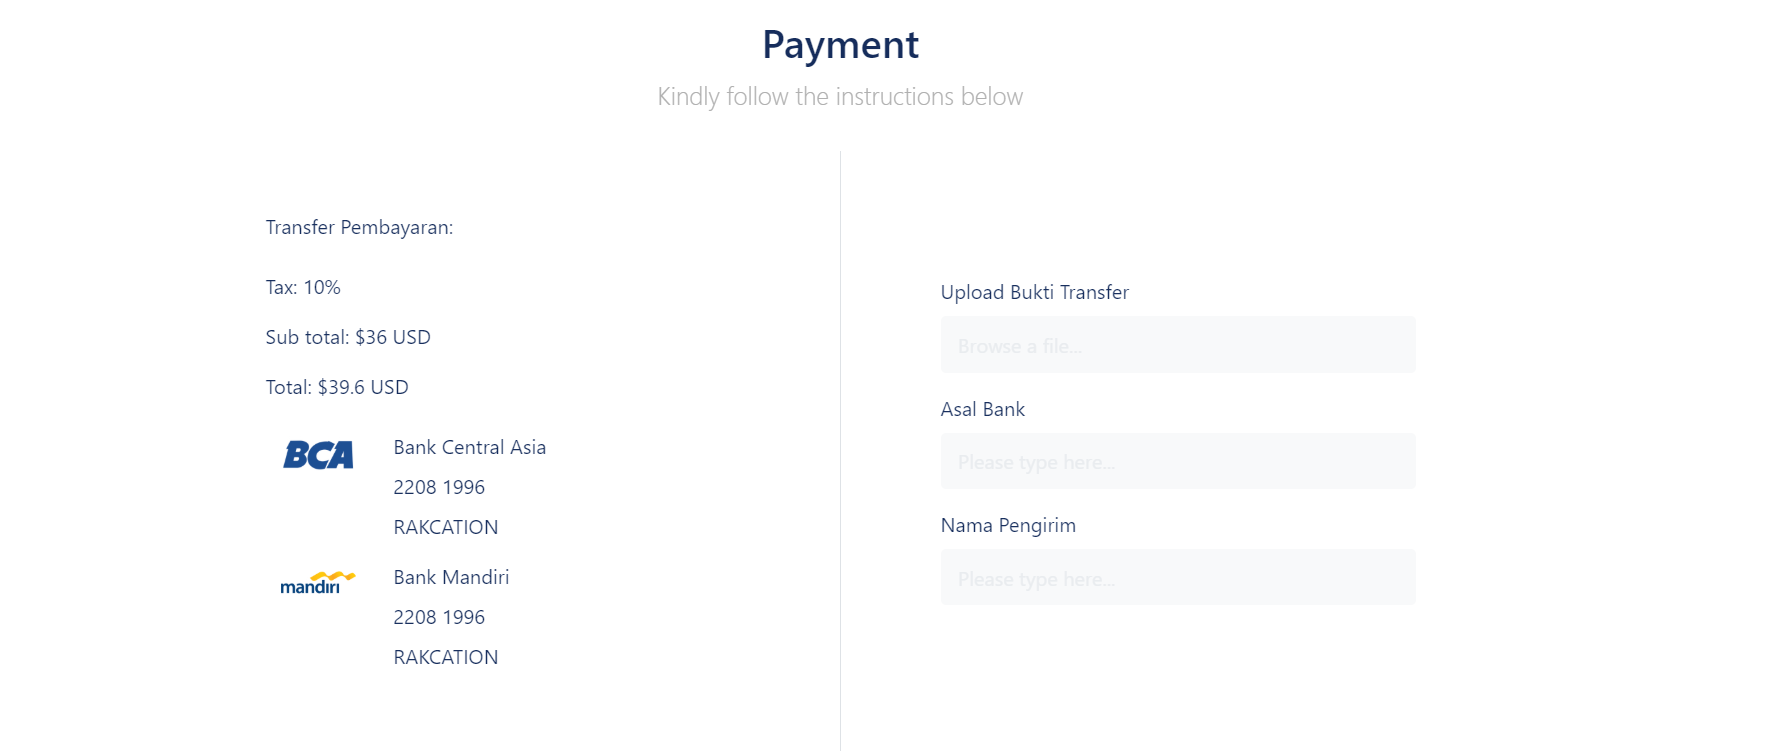 Payment
Kindly follow the instructions below
Transfer Pembayaran:
Tax: 10%
Sub total: $36 USD
Total: $39.6 USD
BCA
Bank Central Asia
2208 1996
RAKCATION
mandiri
Bank Mandiri
2208 1996
RAKCATION
Upload Bukti Transfer
Browse a file...
Asal Bank
Please type here...
Nama Pengirim
Please type here...